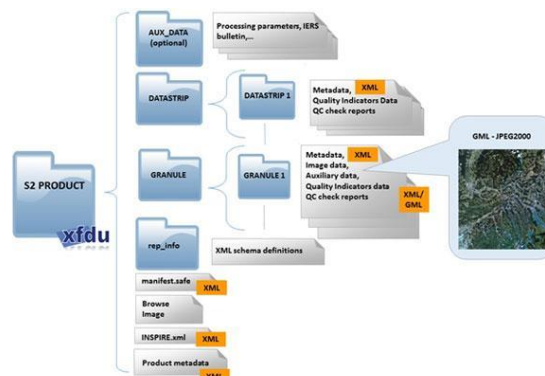 AUX_DATA
(optional)
Processing parameters, IERS
bulletin,...
DATASTRIP
DATASTRIP 1
Metadata,
XML
Quality Indicators Data
QC check reports
GML - JPEG2000
S2 PRODUCT
xfdu
GRANULE
GRANULE 1
Metadata,
XML
Image data,
Auxiliary data,
Quality Indicators data
QC check reports
XML/
GML
rep_info
XML schema definitions
manifest.safe
XML
Browse
Image
INSPIRE.xml
XML
Product metadata
XML